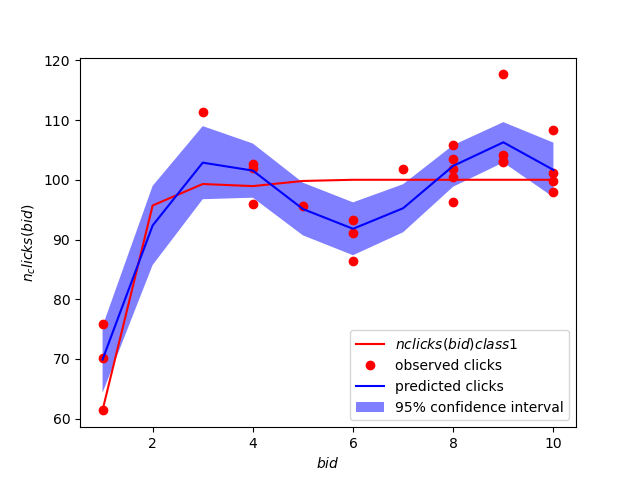 120
110
100
90
80
70
60
n_clicks(bid)
nclicks(bid)class1
observed clicks
predicted clicks
95% confidence interval
2
4
6
8
10
bid